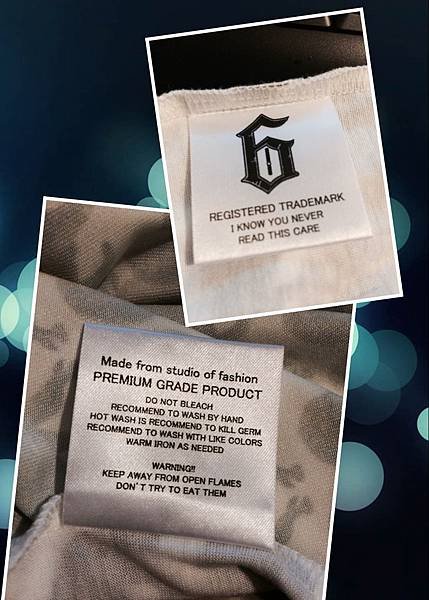 6
REGISTERED TRADEMARK
I KNOW YOU NEVER
READ THIS CARE
Made from studio of fashion
PREMIUM GRADE PRODUCT
DO NOT BLEACH
RECOMMEND TO WASH BY HAND
HOT WASH IS RECOMMEND TO KILL GERM
RECOMMEND TO WASH WITH LIKE COLORS
WARM IRON AS NEEDED
WARNING!!
KEEP AWAY FROM OPEN FLAMES
DON'T TRY TO EAT THEM